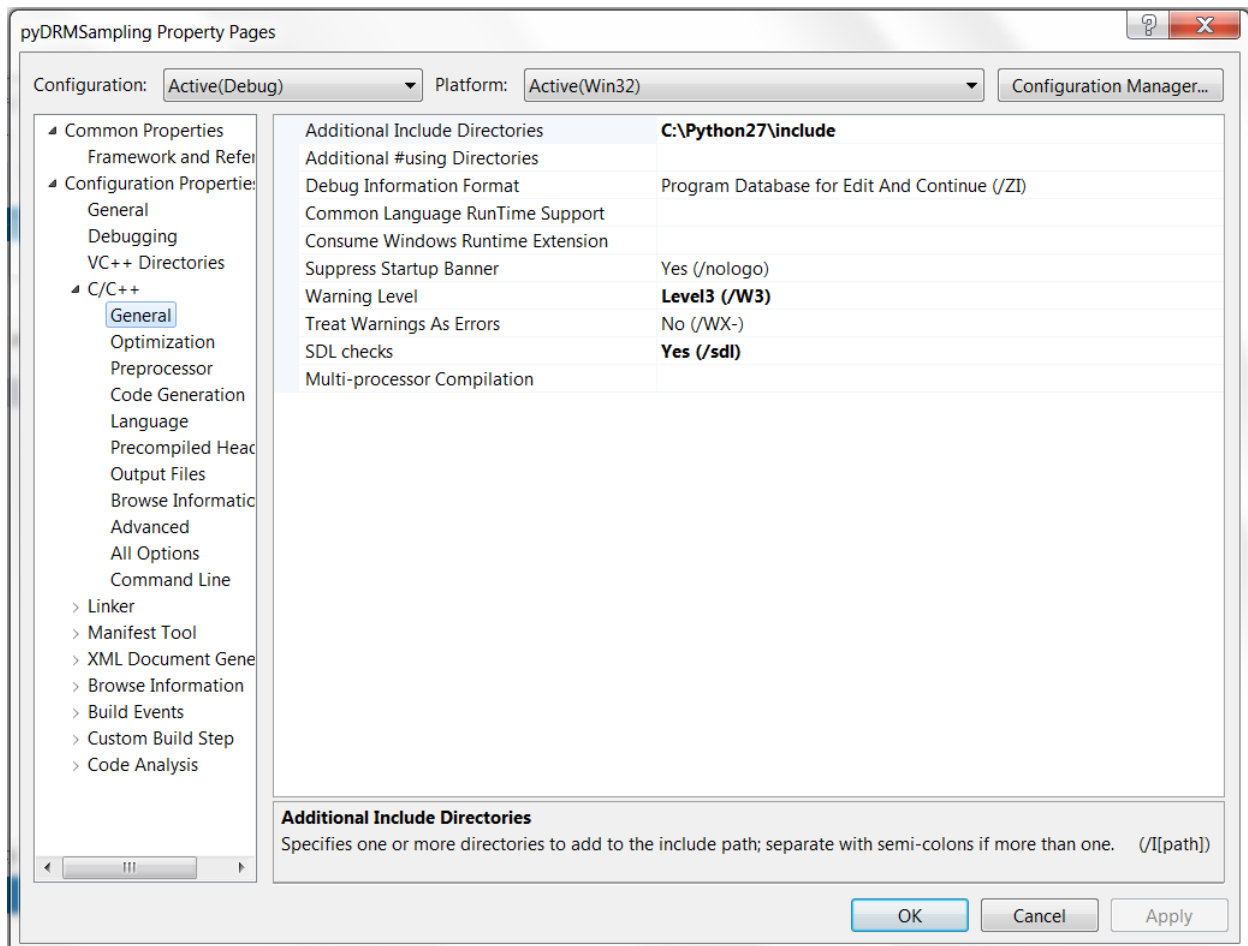 pyDRMSampling Property Pages
Configuration: Active(Debug) Platform: Active(Win32) Configuration Manager...
Common Properties
Framework and Refer
Configuration Properties
General
Debugging
VC++ Directories
C/C++
General
Optimization
Preprocessor
Code Generation
Language
Precompiled Head
Output Files
Browse Informatic
Advanced
All Options
Command Line
Linker
Manifest Tool
XML Document Gene
Browse Information
Build Events
Custom Build Step
Code Analysis
Additional Include Directories C:\Python27\include
Additional #using Directories
Debug Information Format Program Database for Edit And Continue (/ZI)
Common Language RunTime Support
Consume Windows Runtime Extension
Suppress Startup Banner Yes (/nologo)
Warning Level Level3 (/W3)
Treat Warnings As Errors No (/WX-)
SDL checks Yes (/sdl)
Multi-processor Compilation
Additional Include Directories
Specifies one or more directories to add to the include path; separate with semi-colons if more than one. (/I[path])
OK Cancel Apply